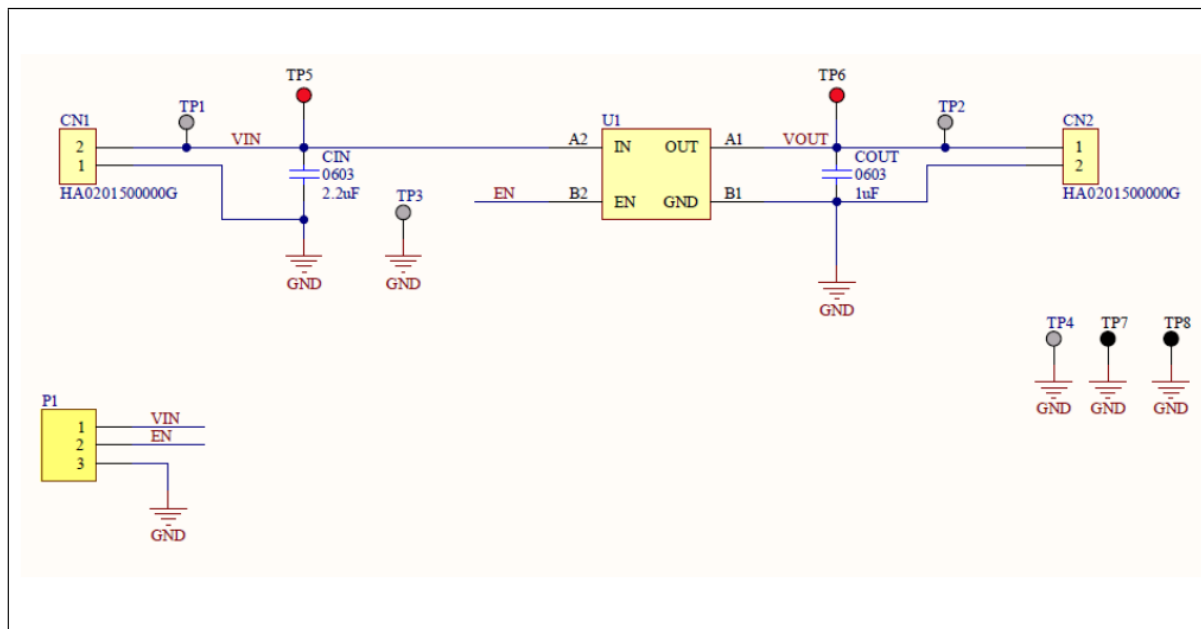 TP5
TP6
TP1
TP2
CN1
U1
CN2
2
VIN
A2
IN
OUT
A1
VOUT
1
1
CIN
0603
2.2uF
COUT
0603
1uF
2
HA0201500000G
HA0201500000G
TP3
EN
B2
EN
GND
B1
GND
GND
GND
TP4
TP7
TP8
P1
GND
GND
GND
1
VIN
2
EN
3
GND